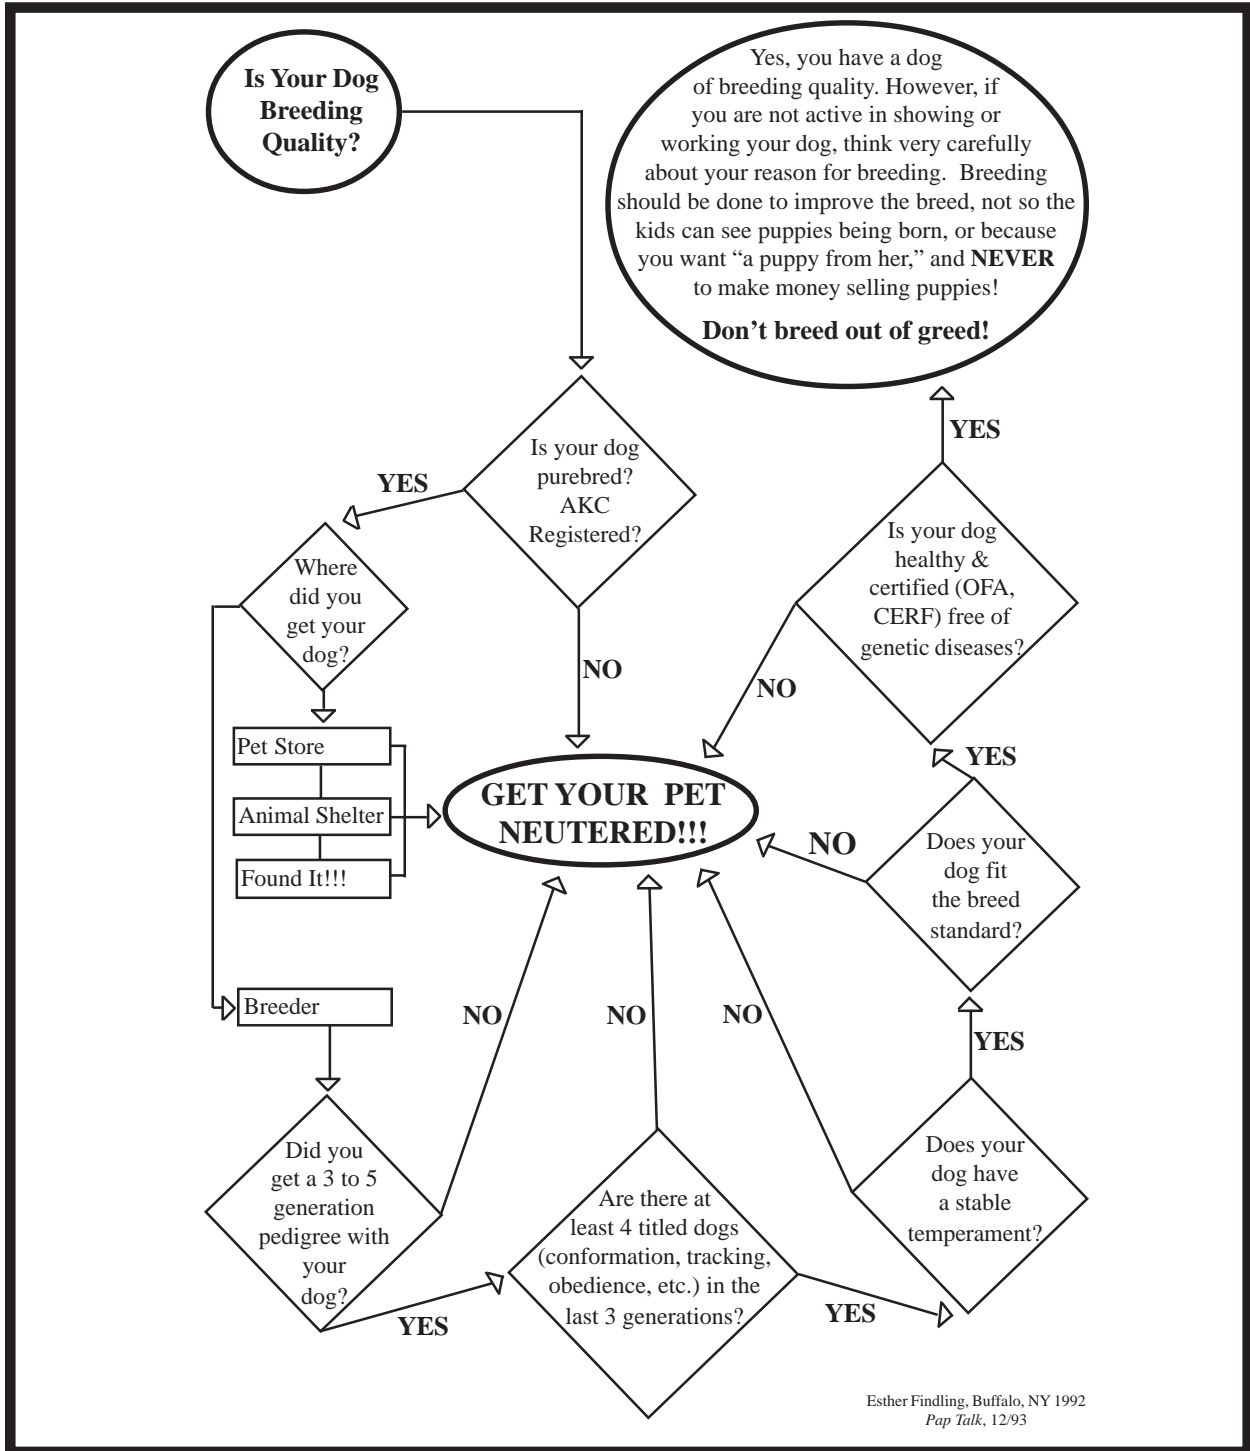 Is Your Dog
Breeding
Quality?
Yes, you have a dog
of breeding quality. However, if
you are not active in showing or
working your dog, think very carefully
about your reason for breeding. Breeding
should be done to improve the breed, not so the
kids can see puppies being born, or because
you want “a puppy from her,” and NEVER
to make money selling puppies!
Don't breed out of greed!
YES
Is your dog
purebred?
AKC
Registered?
YES
Is your dog
healthy &
certified (OFA,
CERF) free of
genetic diseases?
Where
did you
get your
dog?
NO
NO
Pet Store
Animal Shelter
Found It!!!
GET YOUR PET
NEUTERED!!!
YES
NO
Does your
dog fit
the breed
standard?
Breeder
NO
NO
NO
YES
Did you
get a 3 to 5
generation
pedigree with
your
dog?
YES
Are there at
least 4 titled dogs
(conformation, tracking,
obedience, etc.) in the
last 3 generations?
YES
Does your
dog have
a stable
temperament?
Esther Findling, Buffalo, NY 1992
Pap Talk, 12/93